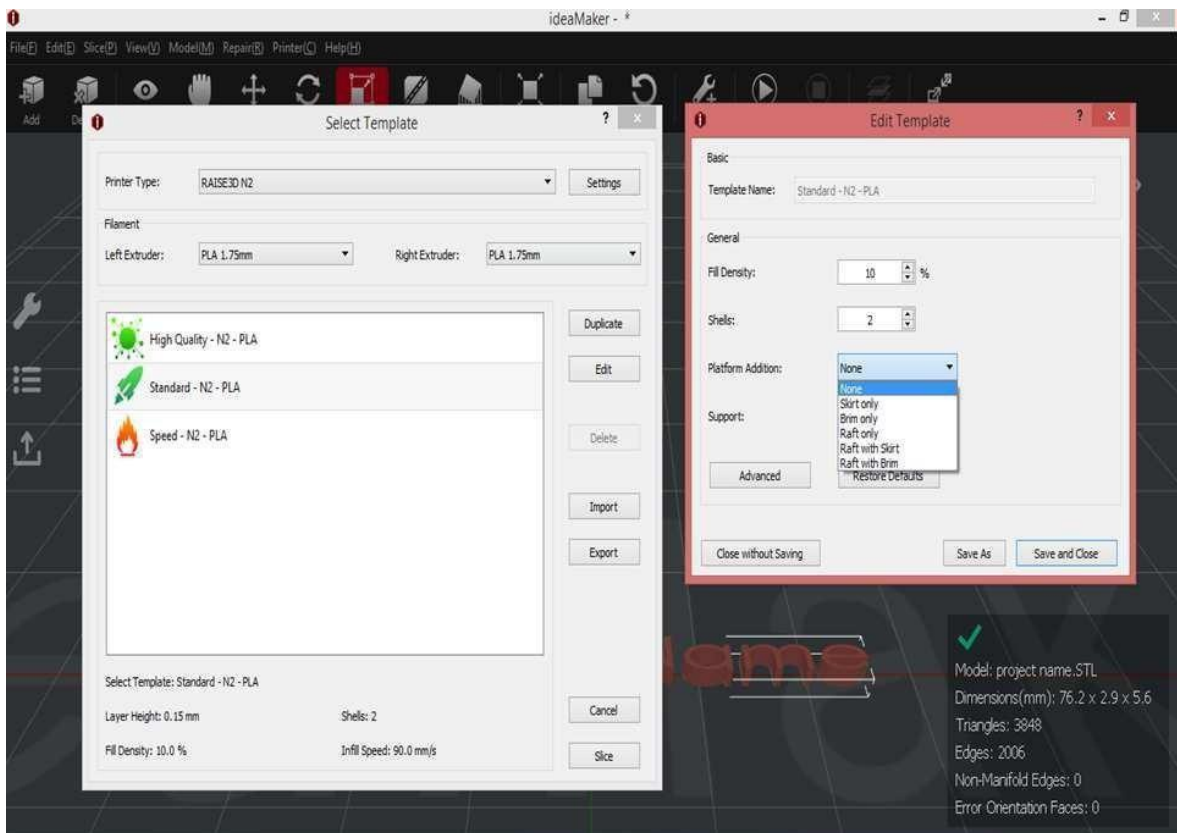 ideaMaker - *
File(F) Edit(E) Slice(P) View(V) Model(M) Repair(R) Printer(C) Help(H)
Add
De
Select Template
? x
Printer Type:
RAISE3D N2
Settings
Filament
Left Extruder:
PLA 1.75mm
Right Extruder:
PLA 1.75mm
High Quality - N2 - PLA
Standard - N2 - PLA
Speed - N2 - PLA
Duplicate
Edit
Delete
Import
Export
Select Template: Standard - N2 - PLA
Layer Height: 0.15 mm
Shells: 2
Fill Density: 10.0 %
Infill Speed: 90.0 mm/s
Cancel
Slice
Edit Template
? x
Basic
Template Name:
Standard - N2 - PLA
General
Fill Density:
10
%
Shells:
2
Platform Addition:
None
None
Skirt only
Brim only
Raft only
Raft with Skirt
Raft with Brim
Support:
Advanced
Restore Defaults
Close without Saving
Save As
Save and Close
ame
Model: project name.STL
Dimensions(mm): 76.2 x 2.9 x 5.6
Triangles: 3848
Edges: 2006
Non-Manifold Edges: 0
Error Orientation Faces: 0